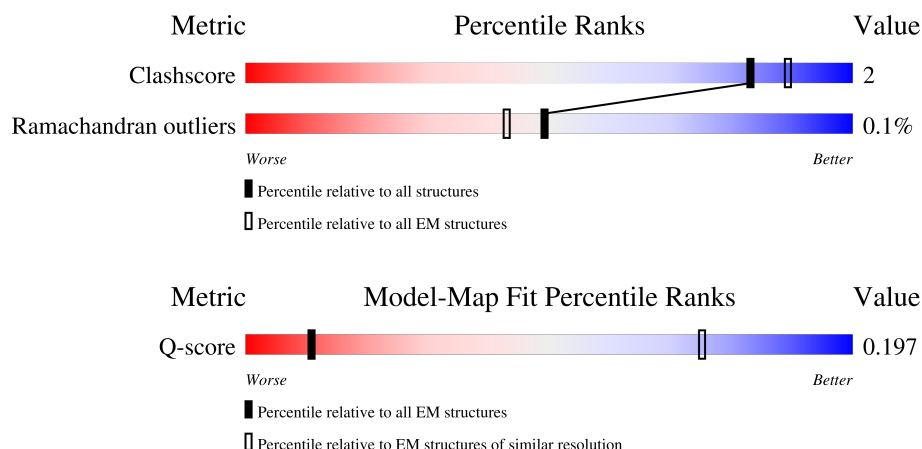 Metric Percentile Ranks Value
Clashscore 2
Ramachandran outliers 0.1%
Worse Better
Percentile relative to all structures
Percentile relative to all EM structures
Metric Model-Map Fit Percentile Ranks Value
Q-score 0.197
Worse Better
Percentile relative to all EM structures
Percentile relative to EM structures of similar resolution